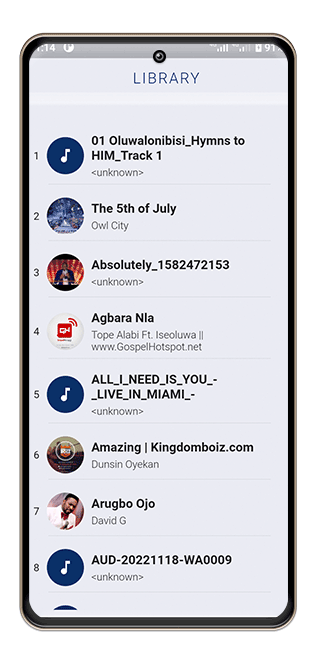 :14
91
LIBRARY
1
01 Oluwalonibisi_Hymns to
HIM_Track 1
<unknown>
2
The 5th of July
Owl City
3
Absolutely_1582472153
<unknown>
4
Agbara Nla
Tope Alabi Ft. Iseoluwa ||
www.GospelHotspot.net
5
ALL_I_NEED_IS_YOU_-
_LIVE_IN_MIAMI_-
<unknown>
6
Amazing | Kingdomboiz.com
Dunsin Oyekan
7
Arugbo Ojo
David G
8
AUD-20221118-WA0009
<unknown>